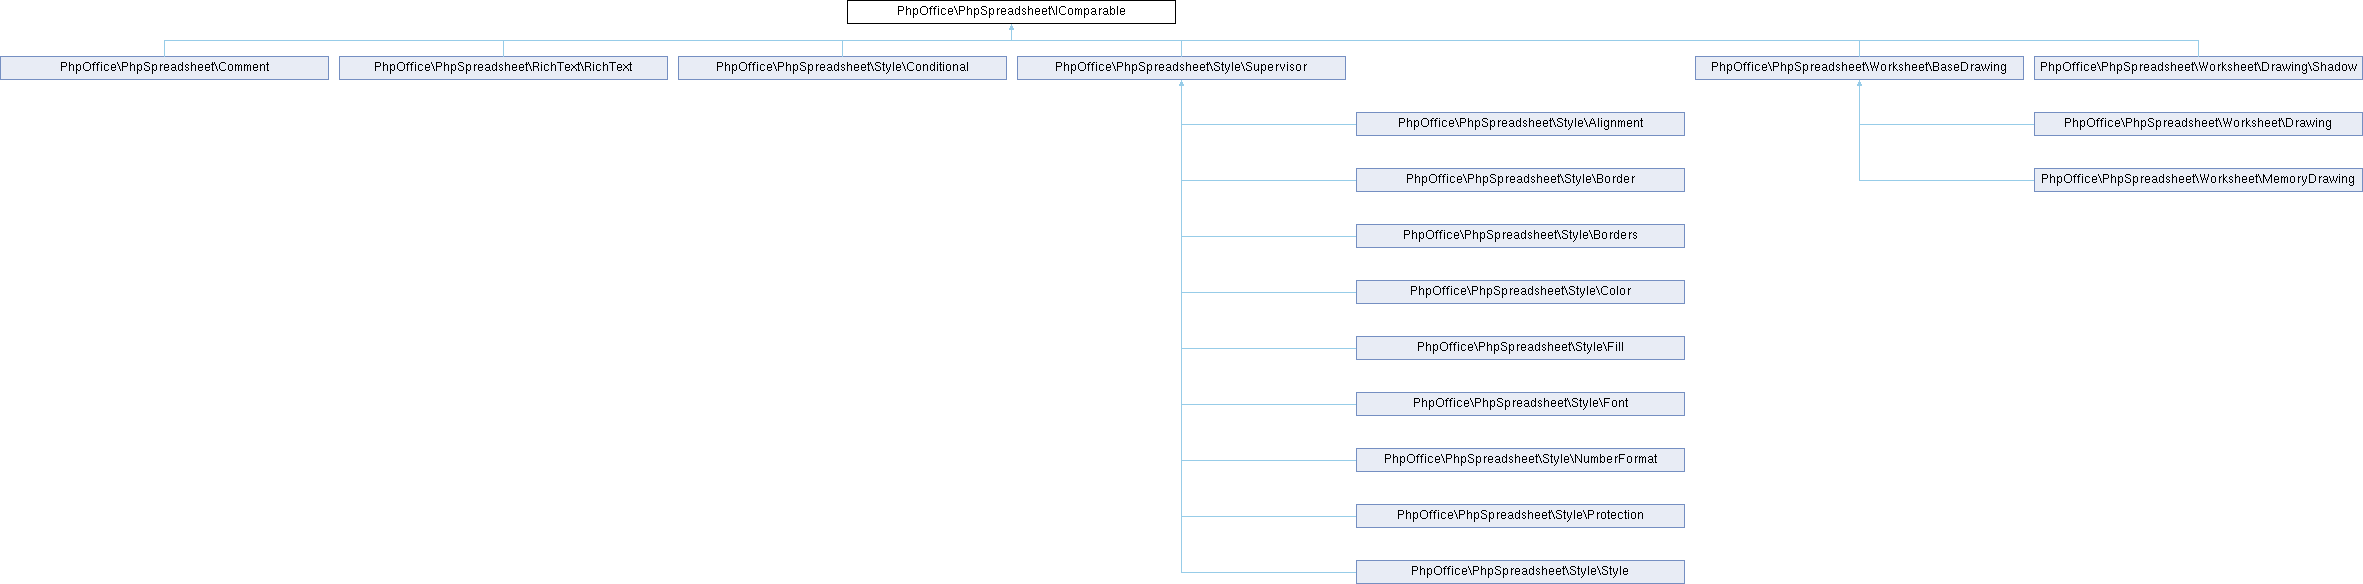 PhpOffice\PhpSpreadsheet\IComparable
PhpOffice\PhpSpreadsheet\Comment
PhpOffice\PhpSpreadsheet\RichText\RichText
PhpOffice\PhpSpreadsheet\Style\Conditional
PhpOffice\PhpSpreadsheet\Style\Supervisor
PhpOffice\PhpSpreadsheet\Worksheet\BaseDrawing
PhpOffice\PhpSpreadsheet\Worksheet\Drawing\Shadow
PhpOffice\PhpSpreadsheet\Style\Alignment
PhpOffice\PhpSpreadsheet\Worksheet\Drawing
PhpOffice\PhpSpreadsheet\Style\Border
PhpOffice\PhpSpreadsheet\Worksheet\MemoryDrawing
PhpOffice\PhpSpreadsheet\Style\Borders
PhpOffice\PhpSpreadsheet\Style\Color
PhpOffice\PhpSpreadsheet\Style\Fill
PhpOffice\PhpSpreadsheet\Style\Font
PhpOffice\PhpSpreadsheet\Style\NumberFormat
PhpOffice\PhpSpreadsheet\Style\Protection
PhpOffice\PhpSpreadsheet\Style\Style